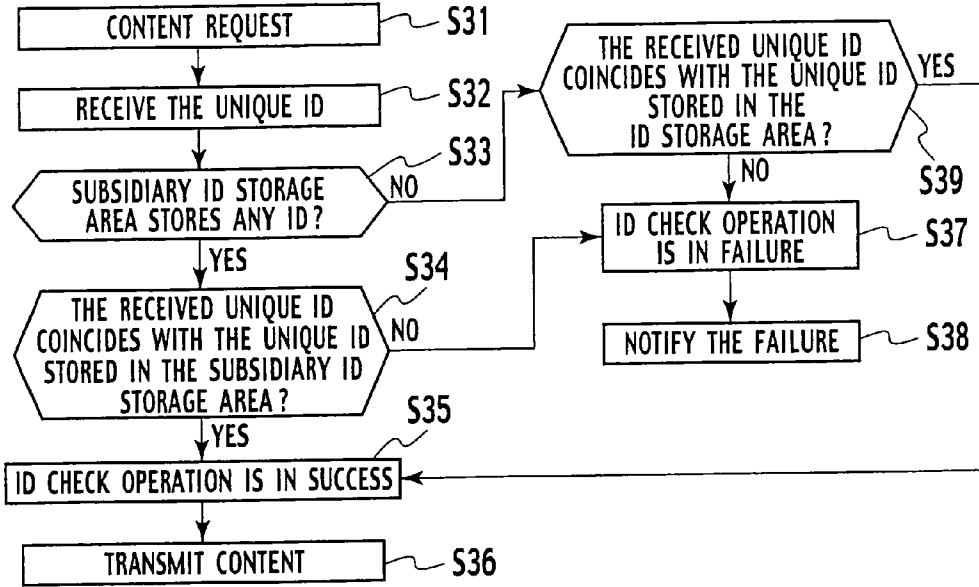 CONTENT REQUEST
S31
RECEIVE THE UNIQUE ID
S32
SUBSIDIARY ID STORAGE
AREA STORES ANY ID?
S33
NO
YES
THE RECEIVED UNIQUE ID
COINCIDES WITH THE UNIQUE ID
STORED IN THE SUBSIDIARY ID
STORAGE AREA?
S34
NO
YES
ID CHECK OPERATION IS IN SUCCESS
S35
TRANSMIT CONTENT
S36
THE RECEIVED UNIQUE ID
COINCIDES WITH THE UNIQUE ID
STORED IN THE
ID STORAGE AREA?
YES
S39
NO
ID CHECK OPERATION
IS IN FAILURE
S37
NOTIFY THE FAILURE
S38